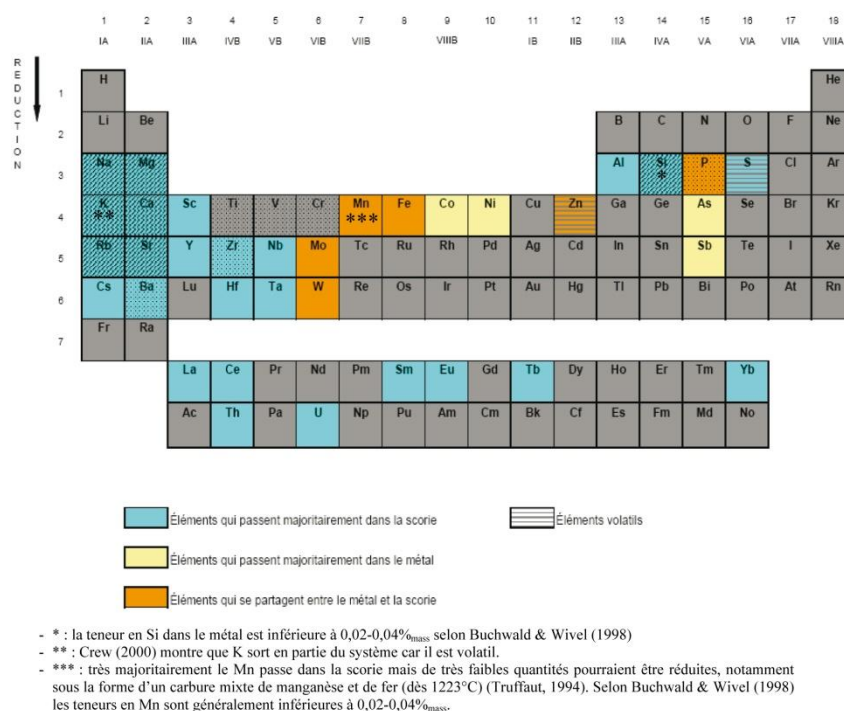 1 2 3 4 5 6 7 8 9 10 11 12 13 14 15 16 17 18
IA IIA IIIA IVB VB VIB VIIB VIIIB IB IIB IIIA IVA VA VIA VIIA VIIIA
REDUCTION
1 H He
2 Li Be B C N O F Ne
3 Na Mg Al Si P S Cl Ar
*
4 K Ca Sc Ti V Cr Mn Fe Co Ni Cu Zn Ga Ge As Se Br Kr
** ***
5 Rb Sr Y Zr Nb Mo Tc Ru Rh Pd Ag Cd In Sn Sb Te I Xe
6 Cs Ba Lu Hf Ta W Re Os Ir Pt Au Hg Tl Pb Bi Po At Rn
7 Fr Ra
La Ce Pr Nd Pm Sm Eu Gd Tb Dy Ho Er Tm Yb
Ac Th Pa U Np Pu Am Cm Bk Cf Es Fm Md No
Éléments qui passent majoritairement dans la scorie
Éléments volatils
Éléments qui passent majoritairement dans le métal
Éléments qui se partagent entre le métal et la scorie
- * : la teneur en Si dans le métal est inférieure à 0,02-0,04%mass selon Buchwald & Wivel (1998)
- ** : Crew (2000) montre que K sort en partie du système car il est volatil.
- *** : très majoritairement le Mn passe dans la scorie mais de très faibles quantités pourraient être réduites, notamment
sous la forme d'un carbure mixte de manganèse et de fer (dès 1223°C) (Truffaut, 1994). Selon Buchwald & Wivel (1998)
les teneurs en Mn sont généralement inférieures à 0,02-0,04%mass.